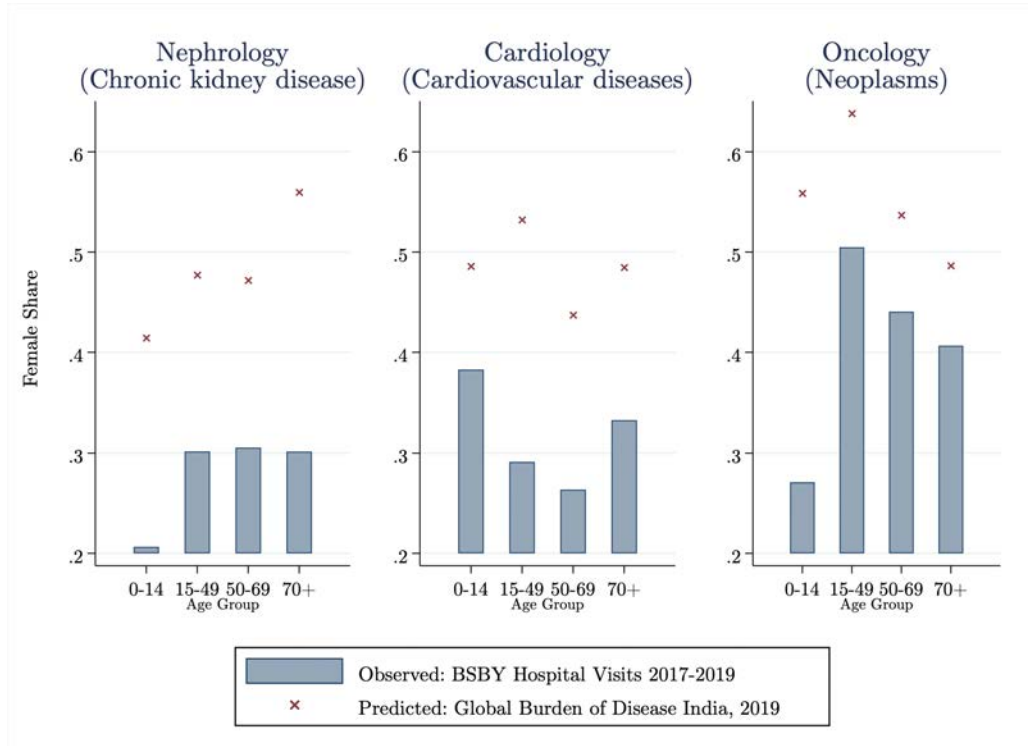 Nephrology
(Chronic kidney disease)
Cardiology
(Cardiovascular diseases)
Oncology
(Neoplasms)
Female Share
.6
.5
.4
.3
.2
0-14 15-49 50-69 70+
Age Group
.6
.5
.4
.3
.2
0-14 15-49 50-69 70+
Age Group
.6
.5
.4
.3
.2
0-14 15-49 50-69 70+
Age Group
Observed: BSBY Hospital Visits 2017-2019
Predicted: Global Burden of Disease India, 2019